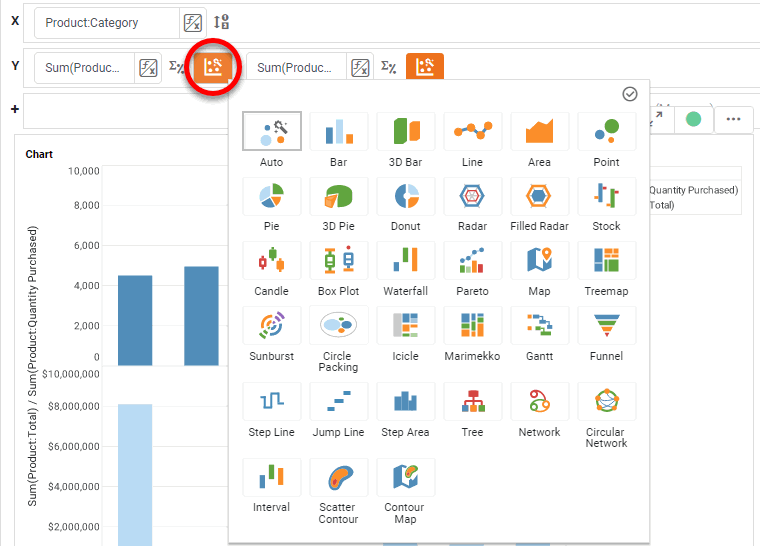 X
Product:Category
Y
Sum(Produc...
Sum(Produc...
+
Chart
Auto
Bar
3D Bar
Line
Area
Point
Pie
3D Pie
Donut
Radar
Filled Radar
Stock
Candle
Box Plot
Waterfall
Pareto
Map
Treemap
Sunburst
Circle
Packing
Icicle
Marimekko
Gantt
Funnel
Step Line
Jump Line
Step Area
Tree
Network
Circular
Network
Interval
Scatter
Contour
Contour
Map
Quantity Purchased)
Total)
Sum(Product:Total) / Sum(Product:Quantity Purchased)
10,000
8,000
6,000
4,000
2,000
0
$10,000,000
$8,000,000
$6,000,000
$4,000,000
$2,000,000